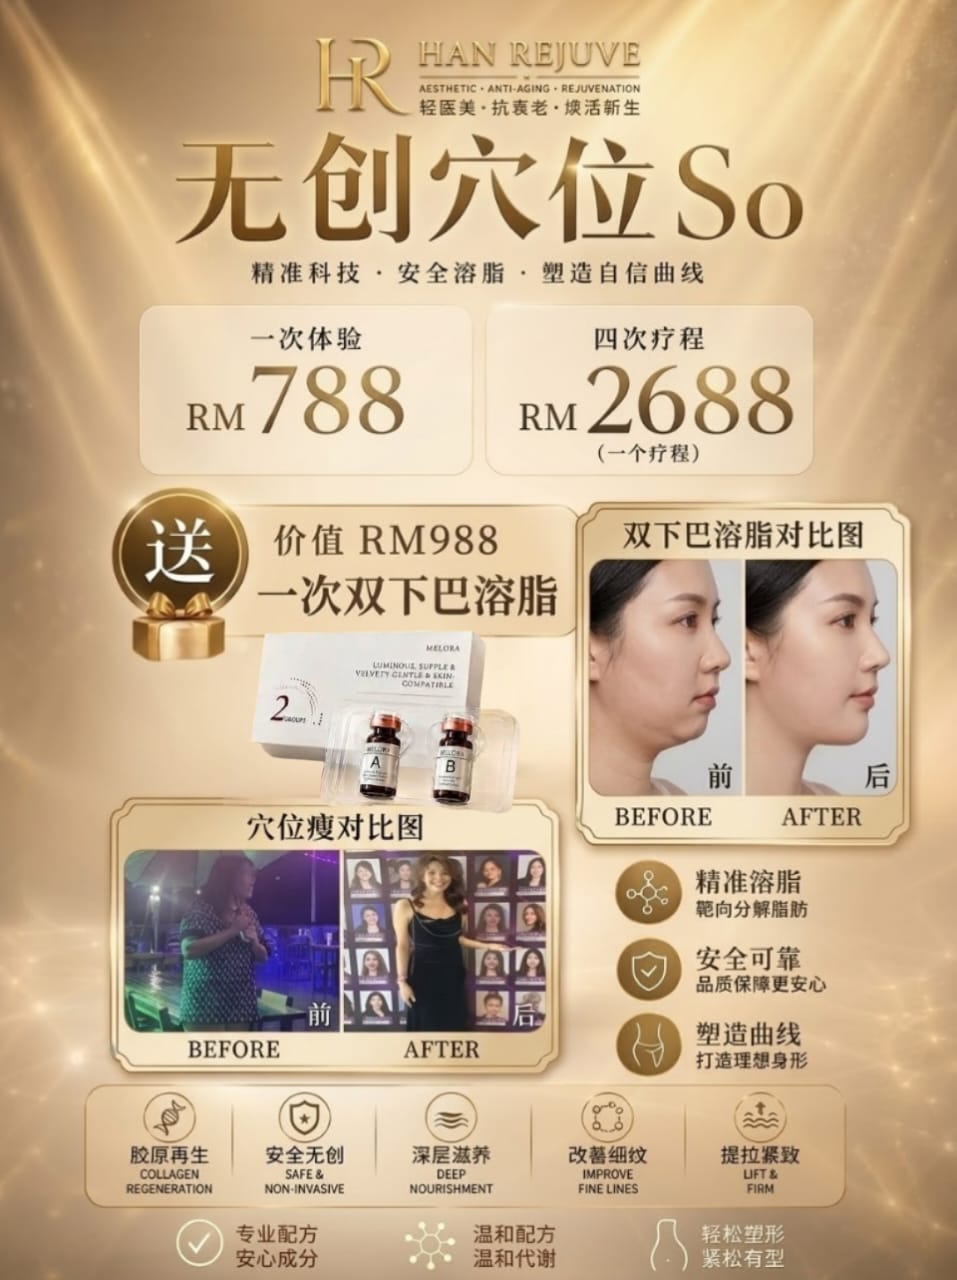 HR
HAN REJUVE
AESTHETIC • ANTI-AGING • REJUVENATION
轻医美·抗衰老·焕活新生
无创穴位So
精准科技 · 安全溶脂 · 塑造自信曲线
一次体验
RM788
四次疗程
RM2688
(一个疗程)
送
价值 RM988
一次双下巴溶脂
MELORA
LUMINOUS, SUPPLE &
VELVETY-GENTLE & SKIN-
COMPATIBLE
2
MELORA
A
MELORA
B
双下巴溶脂对比图
前
后
BEFORE
AFTER
穴位瘦对比图
前
后
BEFORE
AFTER
精准溶脂
靶向分解脂肪
安全可靠
品质保障更安心
塑造曲线
打造理想身形
胶原再生
COLLAGEN
REGENERATION
安全无创
SAFE &
NON-INVASIVE
深层滋养
DEEP
NOURISHMENT
改善细纹
IMPROVE
FINE LINES
提拉紧致
LIFT &
FIRM
专业配方
安心成分
温和配方
温和代谢
轻松塑形
紧松有型